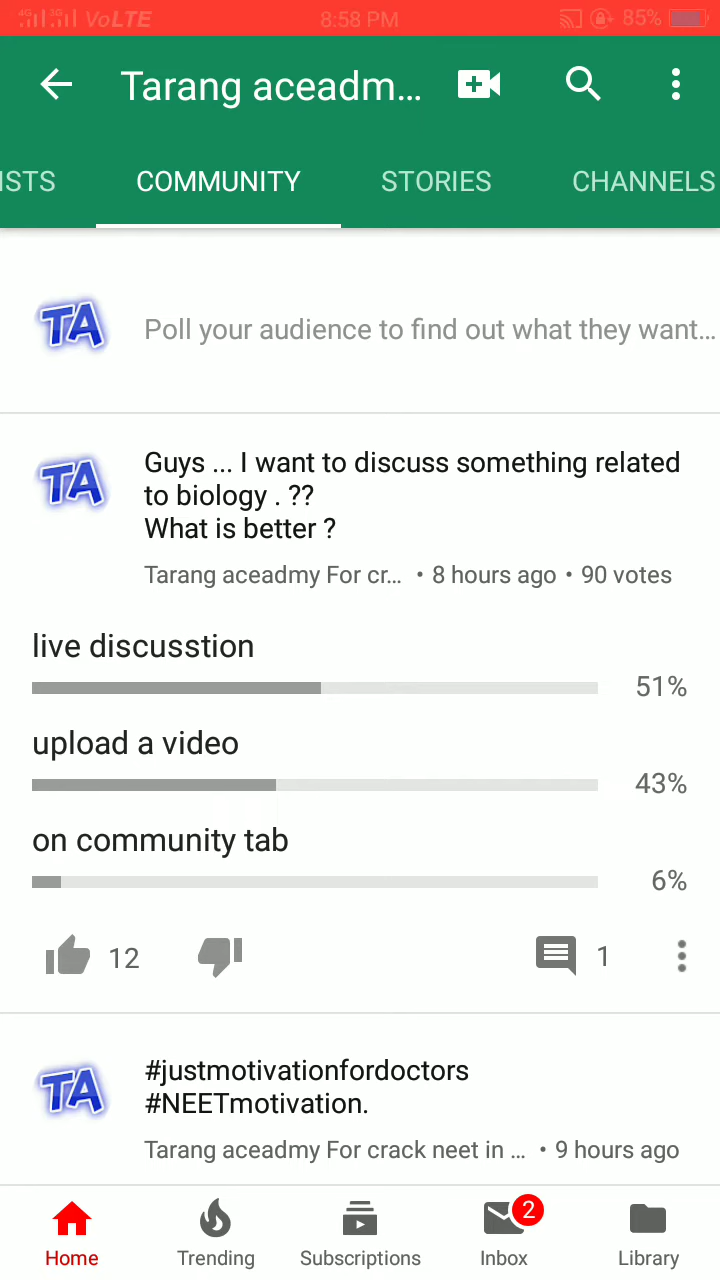 4G 3G VoLTE 8:58 PM 85%
Tarang aceadm...
ISTS COMMUNITY STORIES CHANNELS
TA Poll your audience to find out what they want...
TA Guys ... I want to discuss something related
to biology . ??
What is better ?
Tarang aceadmy For cr... • 8 hours ago • 90 votes
live discusstion
51%
upload a video
43%
on community tab
6%
12 1
TA #justmotivationfordoctors
#NEETmotivation.
Tarang aceadmy For crack neet in ... • 9 hours ago
2
Home Trending Subscriptions Inbox Library